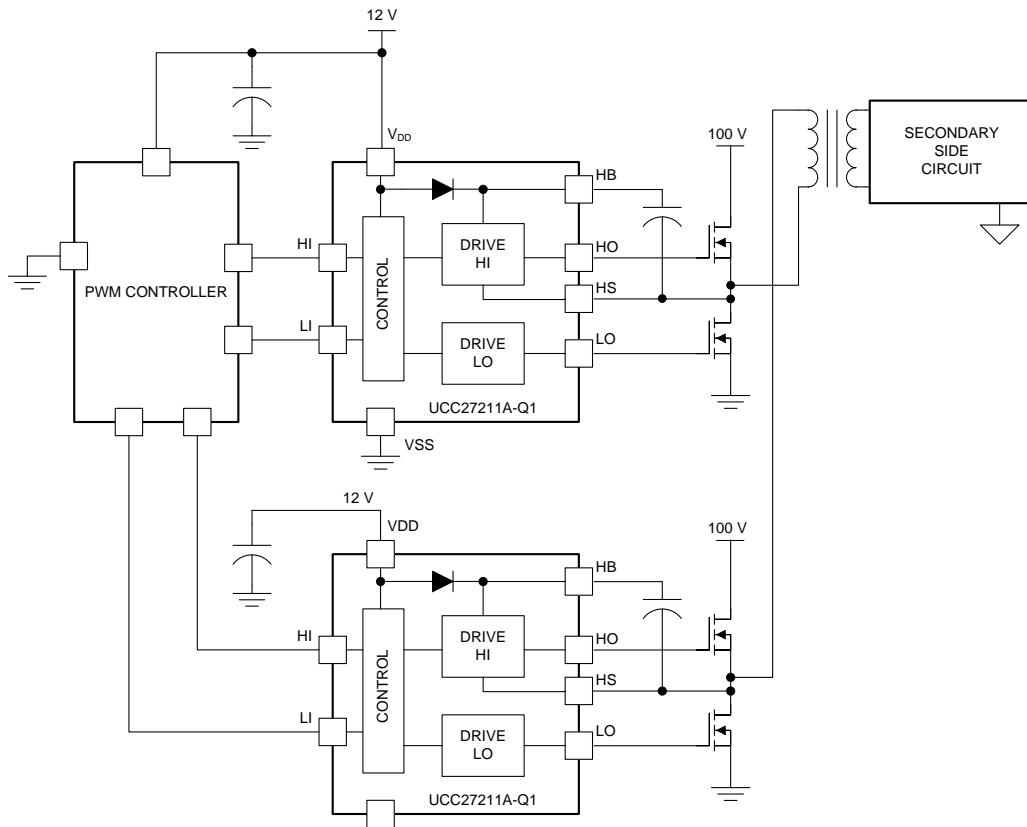 12 V
V_DD
100 V
SECONDARY
SIDE
CIRCUIT
HB
HI
DRIVE
HI
HO
PWM CONTROLLER
CONTROL
HS
LI
DRIVE
LO
LO
UCC27211A-Q1
VSS
12 V
VDD
100 V
HB
HI
DRIVE
HI
HO
CONTROL
HS
LI
DRIVE
LO
LO
UCC27211A-Q1